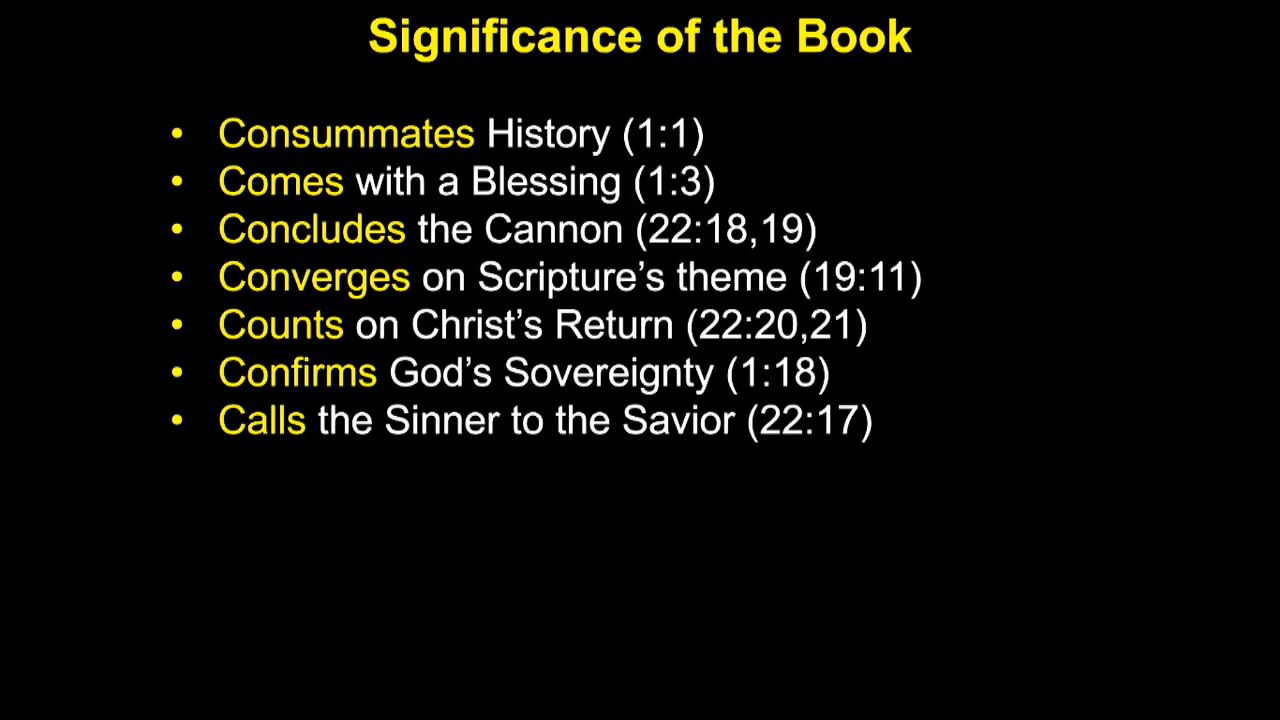 Significance of the Book
• Consummates History (1:1)
• Comes with a Blessing (1:3)
• Concludes the Cannon (22:18,19)
• Converges on Scripture’s theme (19:11)
• Counts on Christ’s Return (22:20,21)
• Confirms God’s Sovereignty (1:18)
• Calls the Sinner to the Savior (22:17)